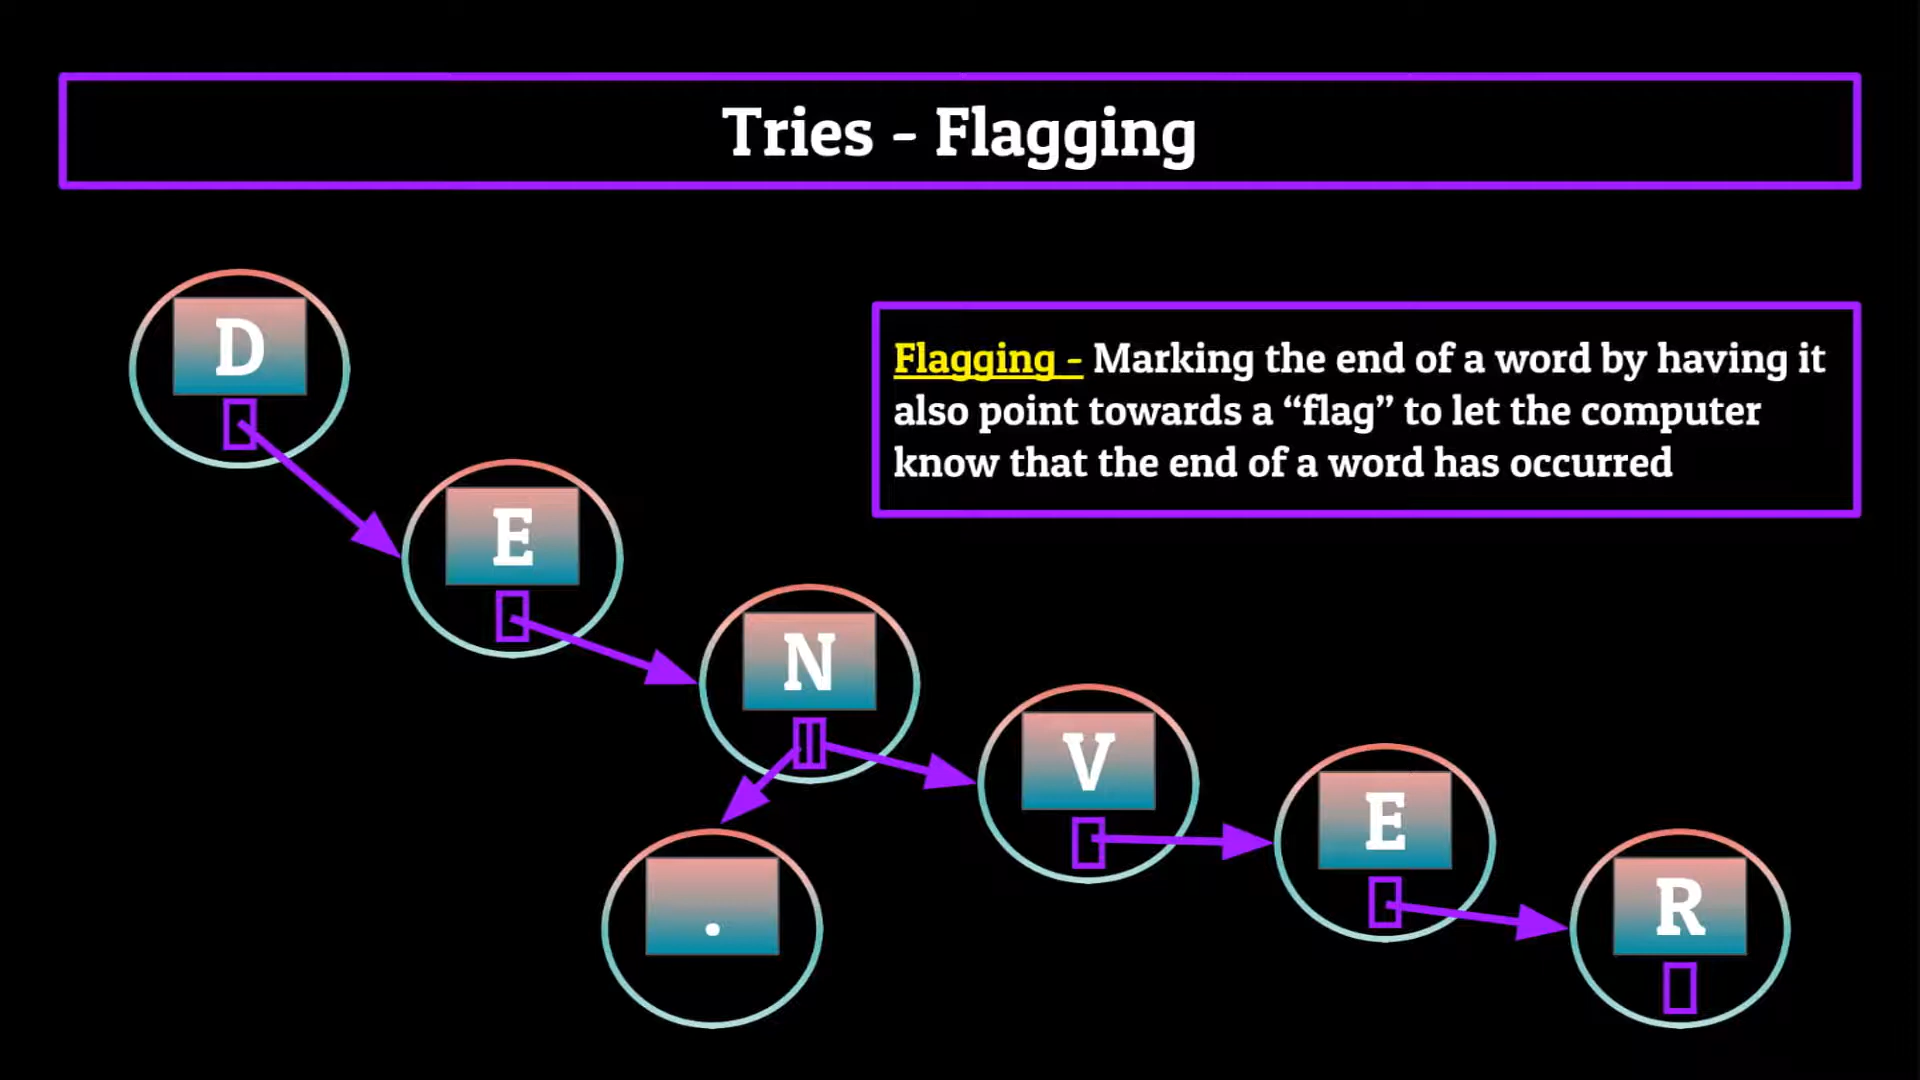 Tries - Flagging
Flagging - Marking the end of a word by having it
also point towards a “flag” to let the computer
know that the end of a word has occurred
D
E
N
V
E
R
.